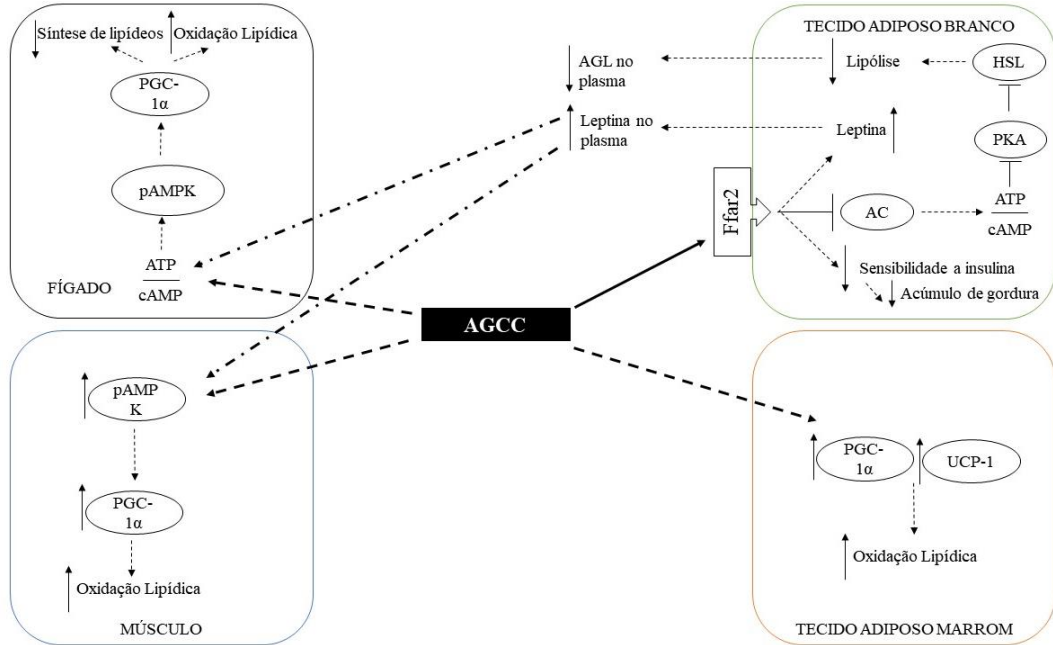 Síntese de lipídeos
Oxidação Lipídica
PGC-
1α
pAMPK
ATP
cAMP
FÍGADO
AGL no
plasma
Leptina no
plasma
TECIDO ADIPOSO BRANCO
Lipólise
HSL
Leptina
PKA
Ffar2
AC
ATP
cAMP
Sensibilidade a insulina
Acúmulo de gordura
AGCC
pAMP
K
PGC-
1α
Oxidação Lipídica
MÚSCULO
PGC-
1α
UCP-1
Oxidação Lipídica
TECIDO ADIPOSO MARROM